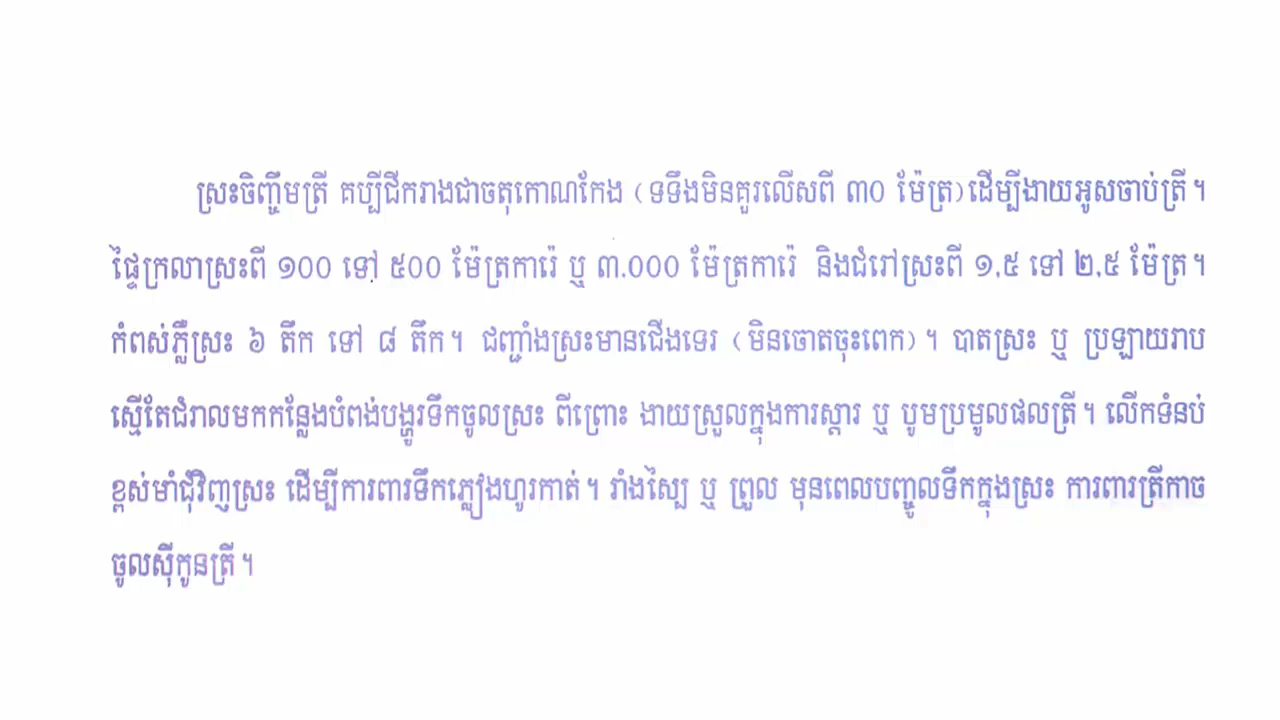 ស្រះចិញ្ចឹមត្រី គប្បីជីករាងជាចតុកោណកែង (ទទឹងមិនគួរលើសពី ៣០ ម៉ែត្រ)ដើម្បីងាយអូសចាប់ត្រី។
ផ្ទៃក្រលាស្រះពី ១០០ ទៅ ៥០០ ម៉ែត្រការ៉េ ឬ ៣.០០០ ម៉ែត្រការ៉េ និងជំរៅស្រះពី ១,៥ ទៅ ២,៥ ម៉ែត្រ។
កំពស់ភ្លឺស្រះ ៦ តឹក ទៅ ៨ តឹក។ ជញ្ជាំងស្រះមានជើងទេរ (មិនចោតចុះពេក)។ បាតស្រះ ឬ ប្រឡាយរាប
ស្មើតែជំរាលមកកន្លែងបំពង់បង្ហូរទឹកចូលស្រះ ពីព្រោះ ងាយស្រួលក្នុងការស្តារ ឬ បូមប្រមូលផលត្រី។ លើកទំនប់
ខ្ពស់មាំជុំវិញស្រះ ដើម្បីការពារទឹកភ្លៀងហូរកាត់។ រាំងស្បៃ ឬ ព្រួល មុនពេលបញ្ចូលទឹកក្នុងស្រះ ការពារត្រីកាច
ចូលស៊ីកូនត្រី។